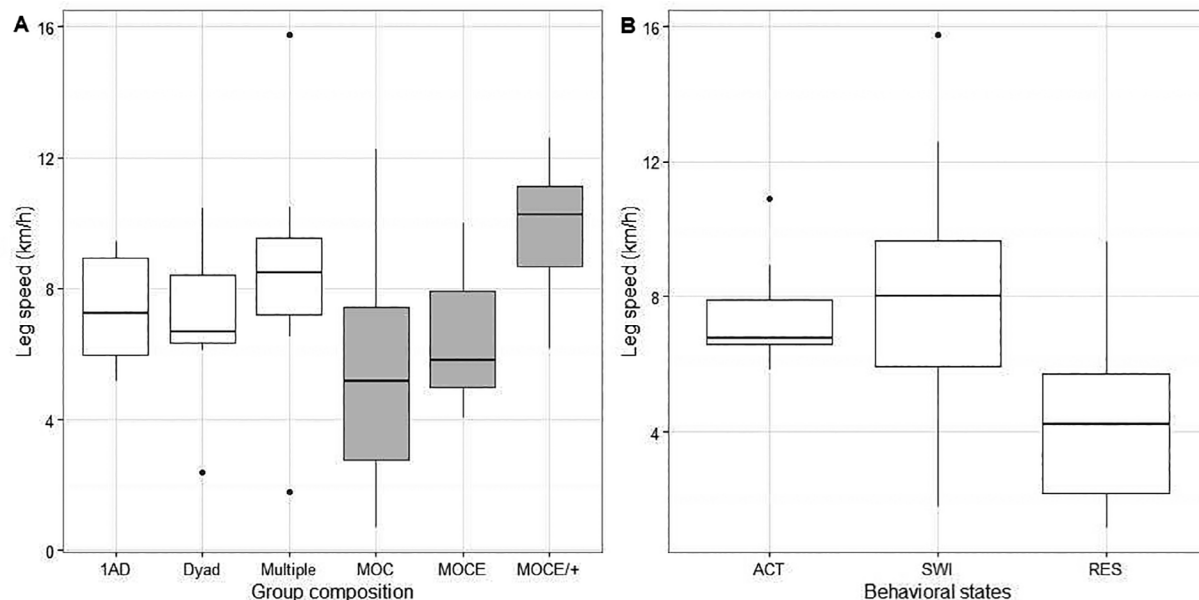 A
Leg speed (km/h)
16
12
8
4
0
1AD Dyad Multiple MOC MOCE MOCE/+
Group composition
B
Leg speed (km/h)
16
12
8
4
ACT SWI RES
Behavioral states